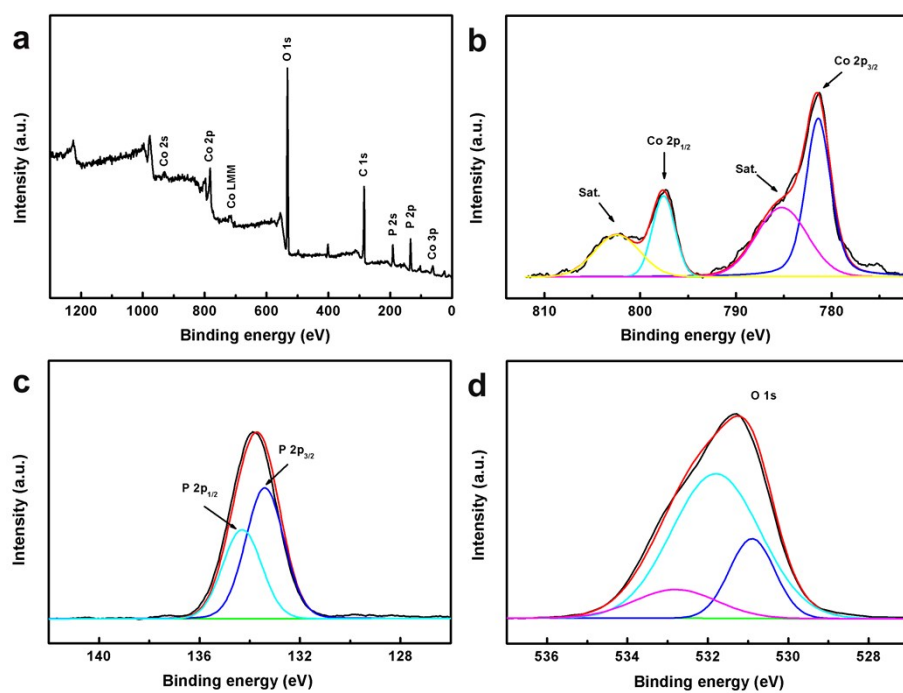 a
Intensity (a.u.)
Co 2s
Co 2p
Co LMM
O 1s
C 1s
P 2s
P 2p
Co 3p
1200 1000 800 600 400 200 0
Binding energy (eV)
b
Intensity (a.u.)
Sat.
Co 2p1/2
Sat.
Co 2p3/2
810 800 790 780
Binding energy (eV)
c
Intensity (a.u.)
P 2p1/2
P 2p3/2
140 136 132 128
Binding energy (eV)
d
Intensity (a.u.)
O 1s
536 534 532 530 528
Binding energy (eV)